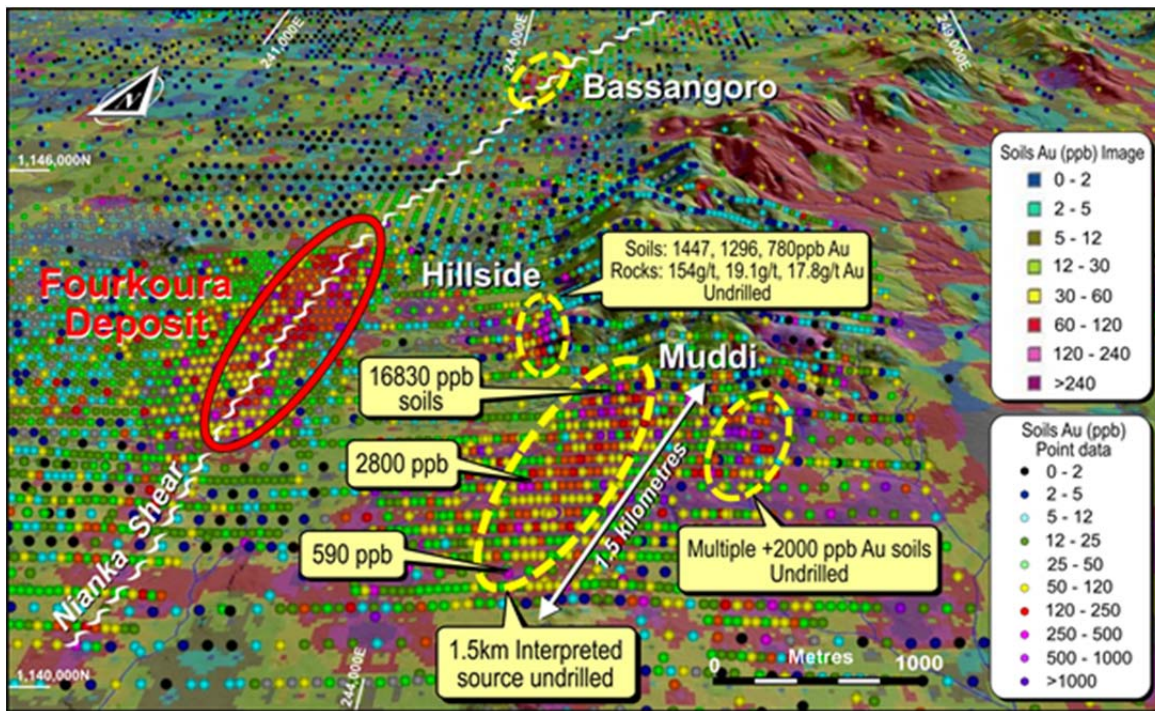 241,000E
244,000E
249,000E
N
Bassangoro
1,146,000N
Soils Au (ppb) Image
0 - 2
2 - 5
5 - 12
12 - 30
30 - 60
60 - 120
120 - 240
>240
Soils: 1447, 1296, 780ppb Au
Rocks: 154g/t, 19.1g/t, 17.8g/t Au
Undrilled
Hillside
Fourkoura
Deposit
Muddi
16830 ppb
soils
2800 ppb
590 ppb
1.5 kilometres
Multiple +2000 ppb Au soils
Undrilled
Nianka Shear
1.5km Interpreted
source undrilled
Soils Au (ppb)
Point data
0 - 2
2 - 5
5 - 12
12 - 25
25 - 50
50 - 120
120 - 250
250 - 500
500 - 1000
>1000
1,140,000N
244,000E
0 Metres 1000